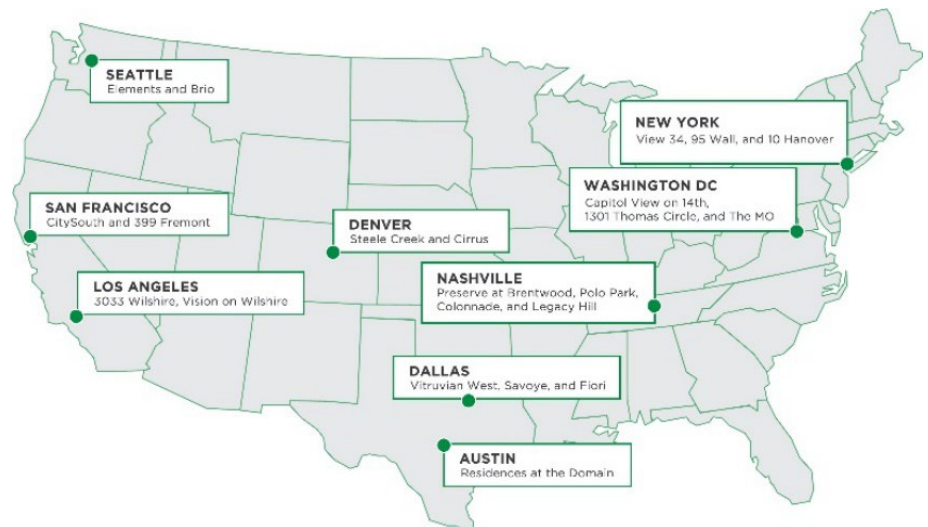 SEATTLE
Elements and Brio
NEW YORK
View 34, 95 Wall, and 10 Hanover
WASHINGTON DC
Capitol View on 14th,
1301 Thomas Circle, and The MO
SAN FRANCISCO
CitySouth and 399 Fremont
DENVER
Steele Creek and Cirrus
LOS ANGELES
3033 Wilshire, Vision on Wilshire
NASHVILLE
Preserve at Brentwood, Polo Park,
Colonnade, and Legacy Hill
DALLAS
Vitruvian West, Savoye, and Fiori
AUSTIN
Residences at the Domain